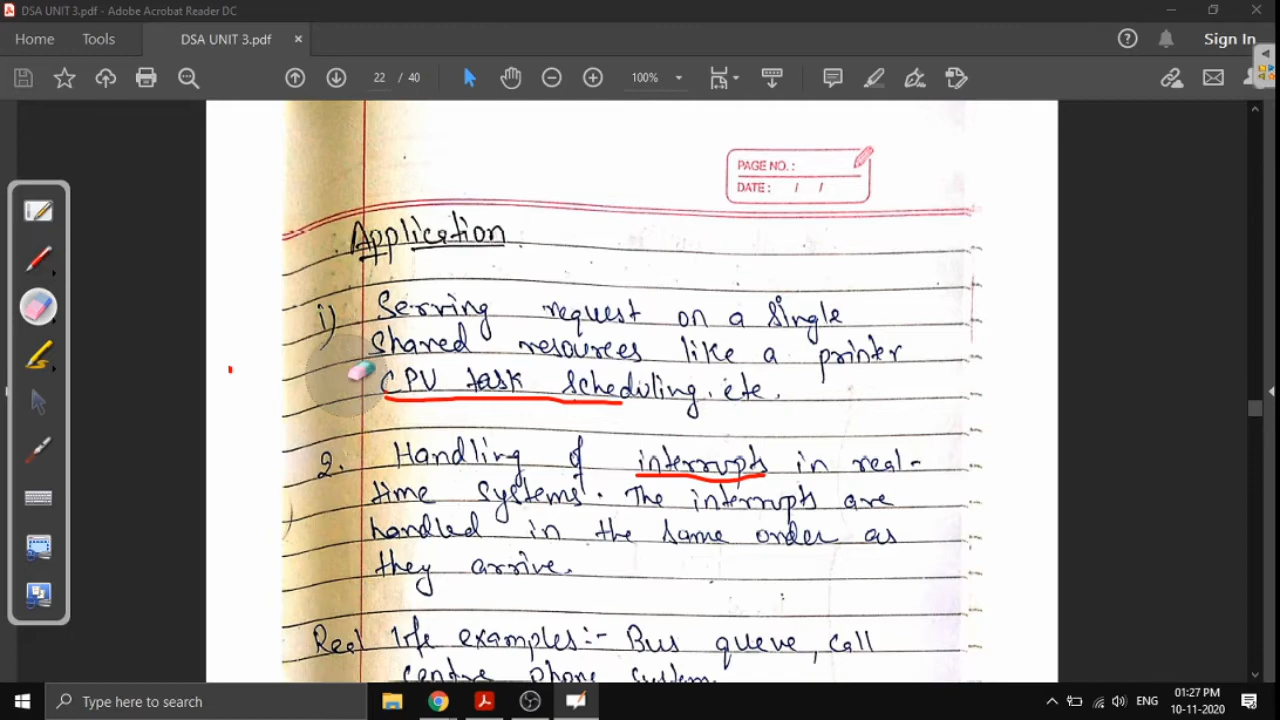 DSA UNIT 3.pdf - Adobe Acrobat Reader DC
Home Tools DSA UNIT 3.pdf × Sign In
22 / 40 100%
PAGE NO.:
DATE: / /
Application
i) Serving request on a Single
Shared resources like a printer
CPU task Scheduling. etc.
2. Handling of interrupts in real-
time Systems. The interrupts are
handled in the same order as
they arrive.
Real life examples:- Bus queue, Call
centre phone system.
Type here to search
ENG 01:27 PM
10-11-2020